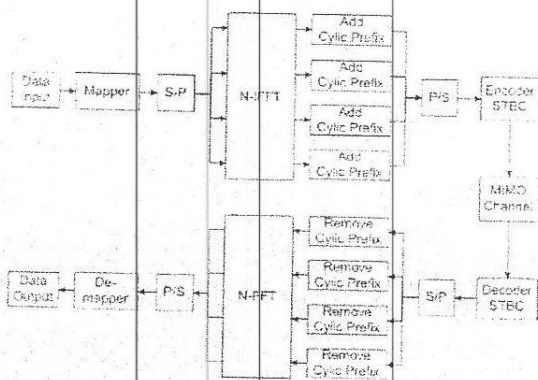 Data
Input
Mapper
S/P
N-IFFT
Add
Cylic Prefix
Add
Cylic Prefix
Add
Cylic Prefix
Add
Cylic Prefix
P/S
Encoder
STBC
MIMO
Channel
Decoder
STBC
S/P
Remove
Cylic Prefix
Remove
Cylic Prefix
Remove
Cylic Prefix
Remove
Cylic Prefix
N-FFT
P/S
De-
mapper
Data
Output